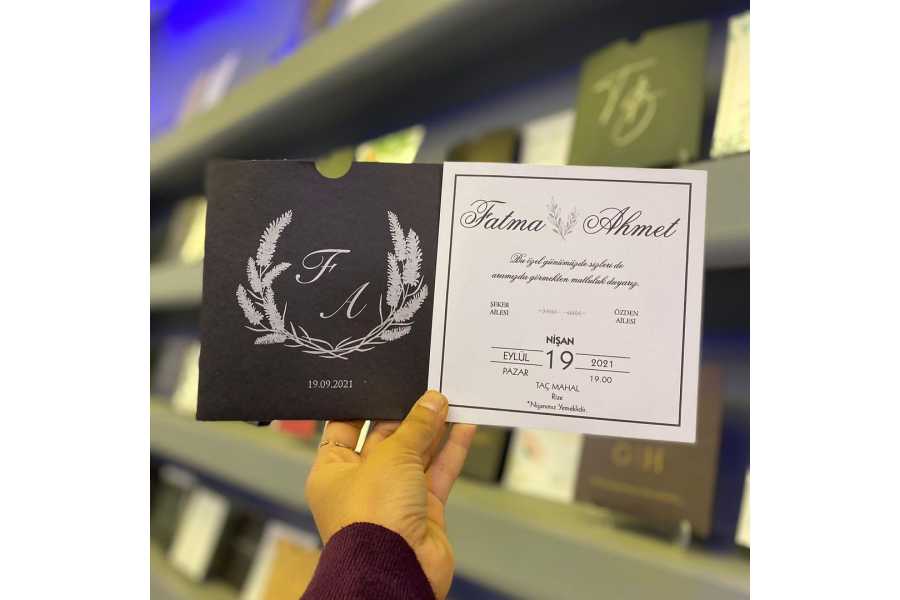 F
A
19.09.2021
Fatma Ahmet
Bu özel günümüzde sizleri de
aramızda görmekten mutluluk duyarız.
ŞEKER
AİLESİ
ÖZDEN
AİLESİ
NİŞAN
EYLÜL 19 2021
PAZAR 19.00
TAÇ MAHAL
Rize
*Nişanımız Yemeklidir.
G H